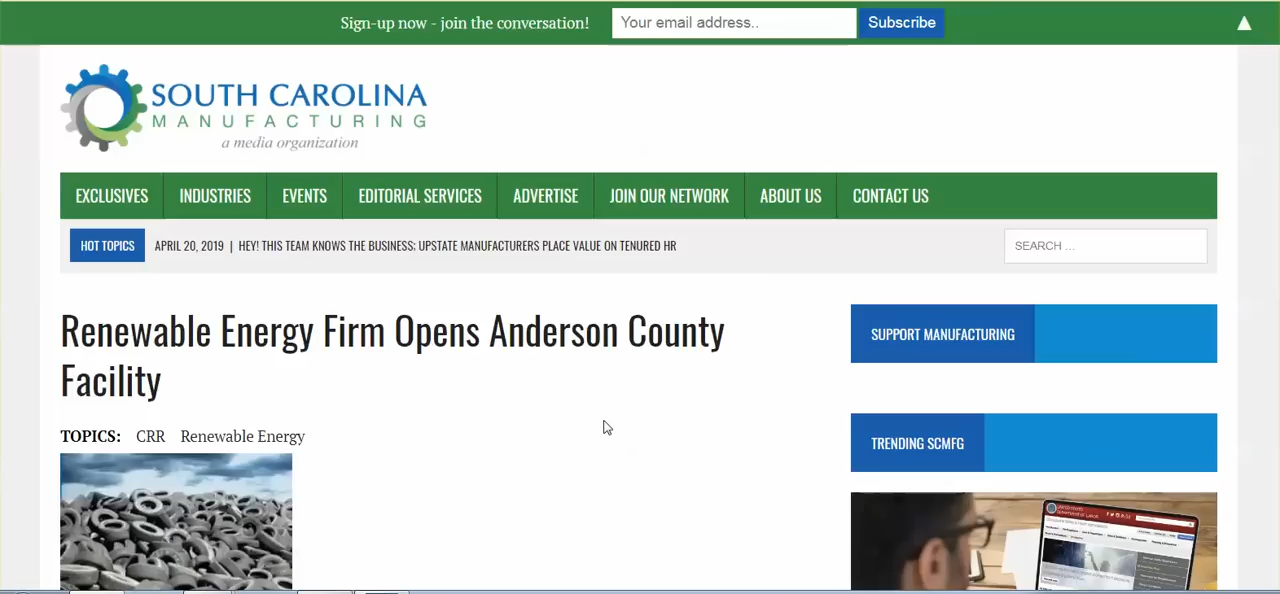 Sign-up now - join the conversation!
Your email address..
Subscribe
▲
SOUTH CAROLINA
MANUFACTURING
a media organization
EXCLUSIVES
INDUSTRIES
EVENTS
EDITORIAL SERVICES
ADVERTISE
JOIN OUR NETWORK
ABOUT US
CONTACT US
HOT TOPICS
APRIL 20, 2019 | HEY! THIS TEAM KNOWS THE BUSINESS; UPSTATE MANUFACTURERS PLACE VALUE ON TENURED HR
SEARCH ...
Renewable Energy Firm Opens Anderson County
Facility
SUPPORT MANUFACTURING
TOPICS: CRR Renewable Energy
TRENDING SCMFG